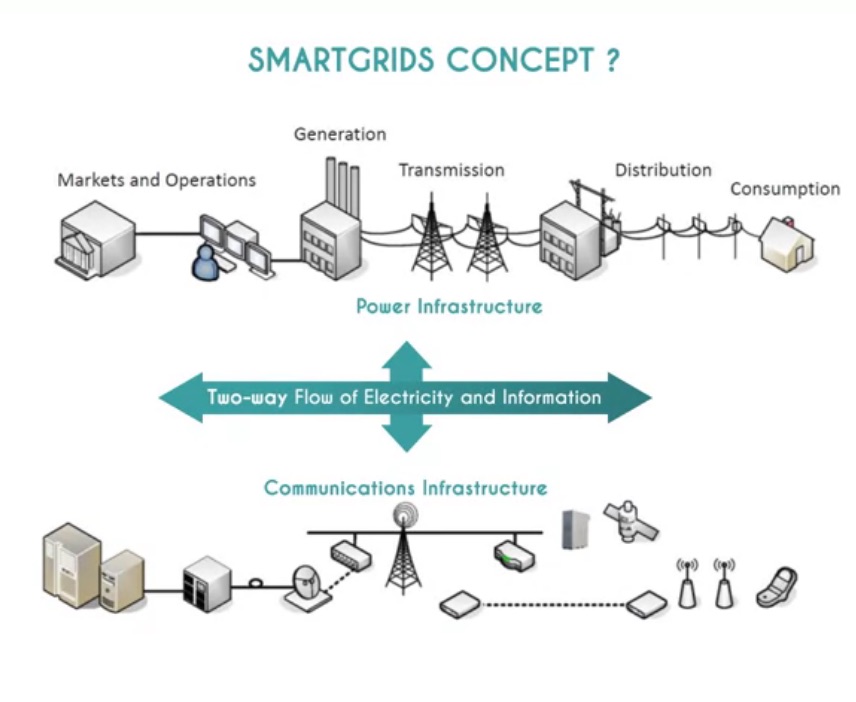 SMARTGRIDS CONCEPT ?
Generation
Markets and Operations
Transmission
Distribution
Consumption
Power Infrastructure
Two-way Flow of Electricity and Information
Communications Infrastructure